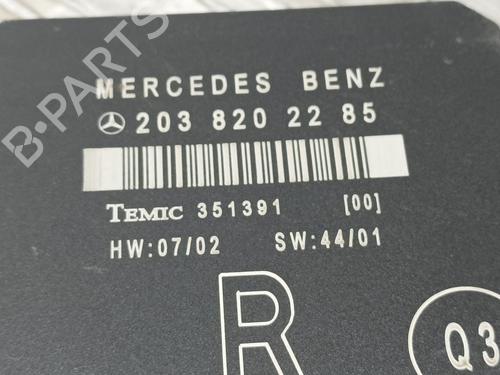 MERCEDES BENZ
203 820 22 85
TEMIC 351391 [00]
HW:07/02 SW:44/01
R
Q3
B-PARTS